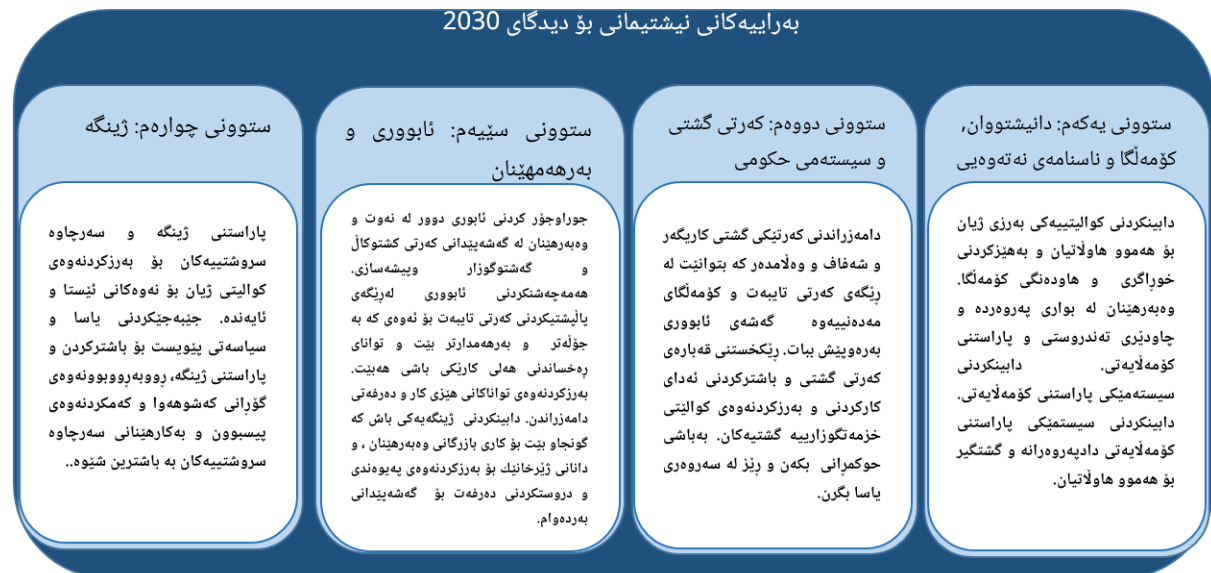 بەراییەکانی نیشتیمانی بۆ دیدگای 2030
ستوونی یەکەم: دانیشتووان,
کۆمەڵگا و ناسنامەی نەتەوەیی
دابینکردنی کوالیتییەکی بەرزی ژیان
بۆ هەموو هاوڵاتیان و بەهێزکردنی
خوڕاگری و هاودەنگی کۆمەڵگا.
وەبەرهێنان لە بواری پەروەردە و
چاودێری تەندروستی و پاراستنی
کۆمەڵایەتی. دابینکردنی
سیستەمێکی پاراستنی کۆمەڵایەتی.
دابینکردنی سیستمێکی پاراستنی
کۆمەڵایەتی دادپەروەرانە و گشتگیر
بۆ هەموو هاوڵاتیان.
ستوونی دووەم: کەرتی گشتی
و سیستەمی حکومی
دامەزراندنی کەرتێکی گشتی کاریگەر
و شەفاف و وەڵامدەر کە بتوانێت لە
ڕێگەی کەرتی تایبەت و کۆمەڵگای
مەدەنییەوە گەشەی ئابووری
بەرەوپێش ببات. ڕێکخستنی قەبارەی
کەرتی گشتی و باشترکردنی ئەدای
کارکردنی و بەرزکردنەوەی کوالێتی
خزمەتگوزارییە گشتیەکان. بەباشی
حوکمڕانی بکەن و ڕێز لە سەروەری
یاسا بگرن.
ستوونی سێیەم: ئابووری و
بەرهەمهێنان
جوراوجۆر کردنی ئابوری دوور لە نەوت و
وەبەرهێنان لە گەشەپێدانی کەرتی کشتوکاڵ
و گەشتوگوزار وپیشەسازی.
هەمەچەشنکردنی ئابووری لەڕێگەی
پاڵپشتیکردنی کەرتی تایبەت بۆ ئەوەی کە بە
جۆڵەتر و بەرهەمدارتر بێت و توانای
ڕەخساندنی هەلی کارێکی باشی هەبێت.
بەرزکردنەوەی تواناکانی هێزی کار و دەرفەتی
دامەزراندن. دابینکردنی ژینگەیەکی باش کە
گونجاو بێت بۆ کاری بازرگانی وەبەرهێنان ، و
دانانی ژێرخانێك بۆ بەرزکردنەوەی پەیوەندی
و دروستکردنی دەرفەت بۆ گەشەپێدانی
بەردەوام.
ستوونی چوارەم: ژینگە
پاراستنی ژینگە و سەرچاوە
سروشتییەکان بۆ بەرزکردنەوەی
کوالیتی ژیان بۆ نەوەکانی ئێستا و
ئایەندە. جێبەجێکردنی یاسا و
سیاسەتی پێویست بۆ باشترکردن و
پاراستنی ژینگە، ڕووبەڕووبوونەوەی
گۆڕانی کەشوهەوا و کەمکردنەوەی
پیسبوون و بەکارهێنانی سەرچاوە
سروشتییەکان بە باشترین شێوە..